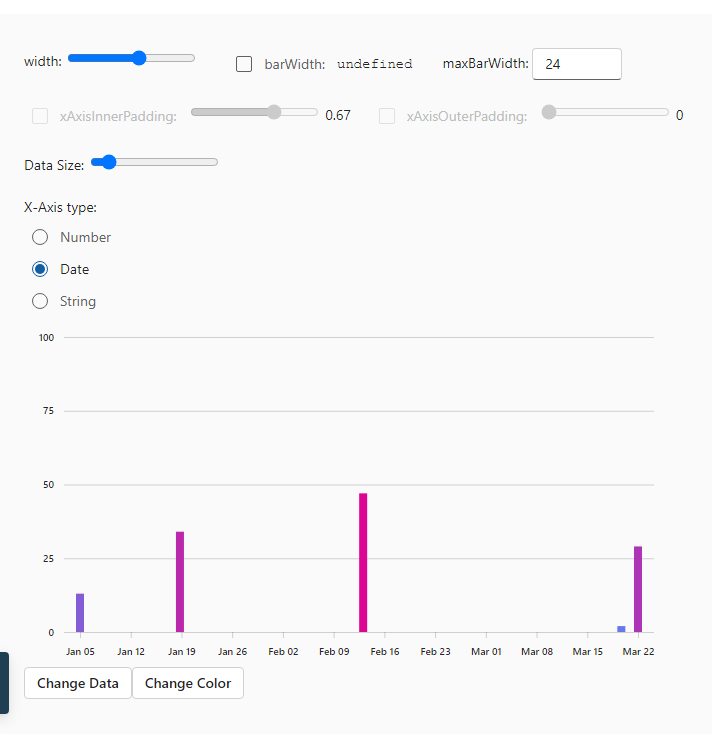 width: barWidth: undefined maxBarWidth: 24
xAxisInnerPadding: 0.67 xAxisOuterPadding: 0
Data Size:
X-Axis type:
Number
Date
String
100
75
50
25
0
Jan 05 Jan 12 Jan 19 Jan 26 Feb 02 Feb 09 Feb 16 Feb 23 Mar 01 Mar 08 Mar 15 Mar 22
Change Data Change Color